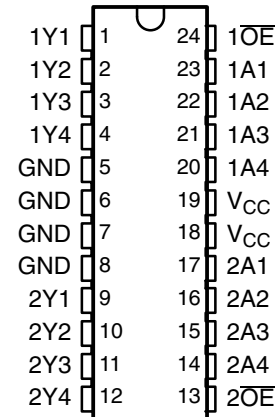 1Y1 1 24 1O̅E̅
1Y2 2 23 1A1
1Y3 3 22 1A2
1Y4 4 21 1A3
GND 5 20 1A4
GND 6 19 VCC
GND 7 18 VCC
GND 8 17 2A1
2Y1 9 16 2A2
2Y2 10 15 2A3
2Y3 11 14 2A4
2Y4 12 13 2O̅E̅